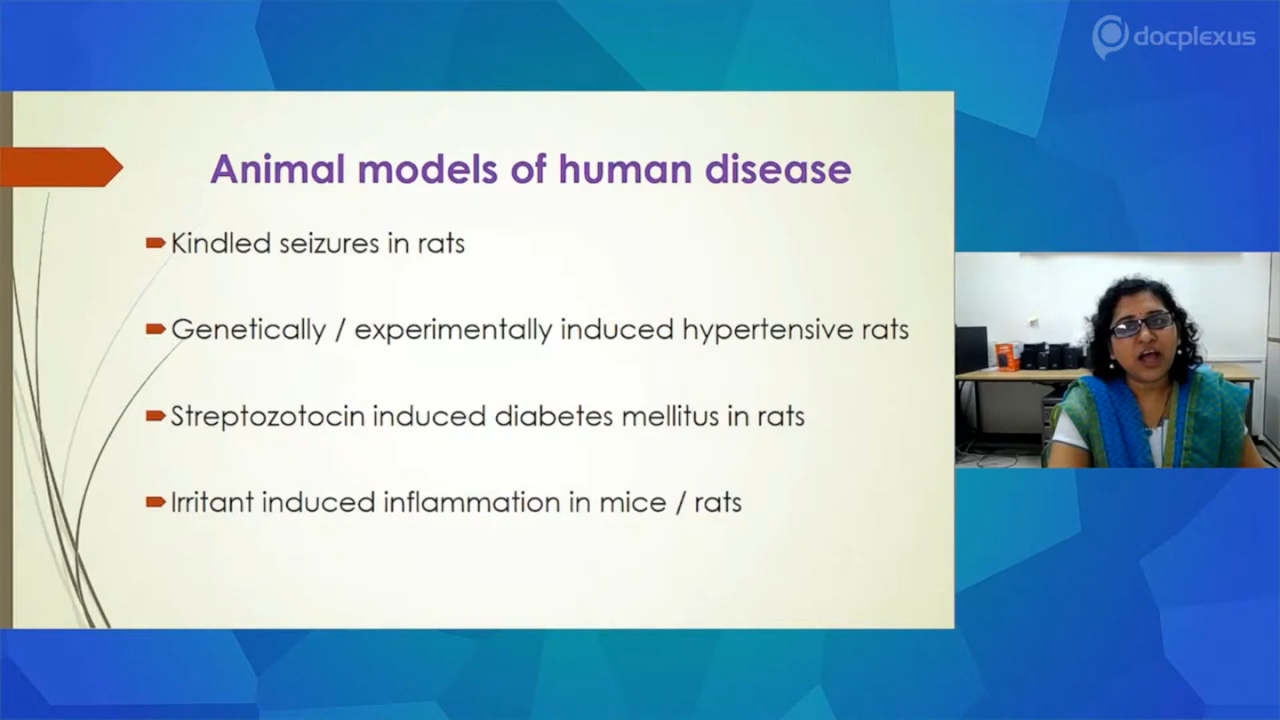 docplexus
Animal models of human disease
Kindled seizures in rats
Genetically / experimentally induced hypertensive rats
Streptozotocin induced diabetes mellitus in rats
Irritant induced inflammation in mice / rats